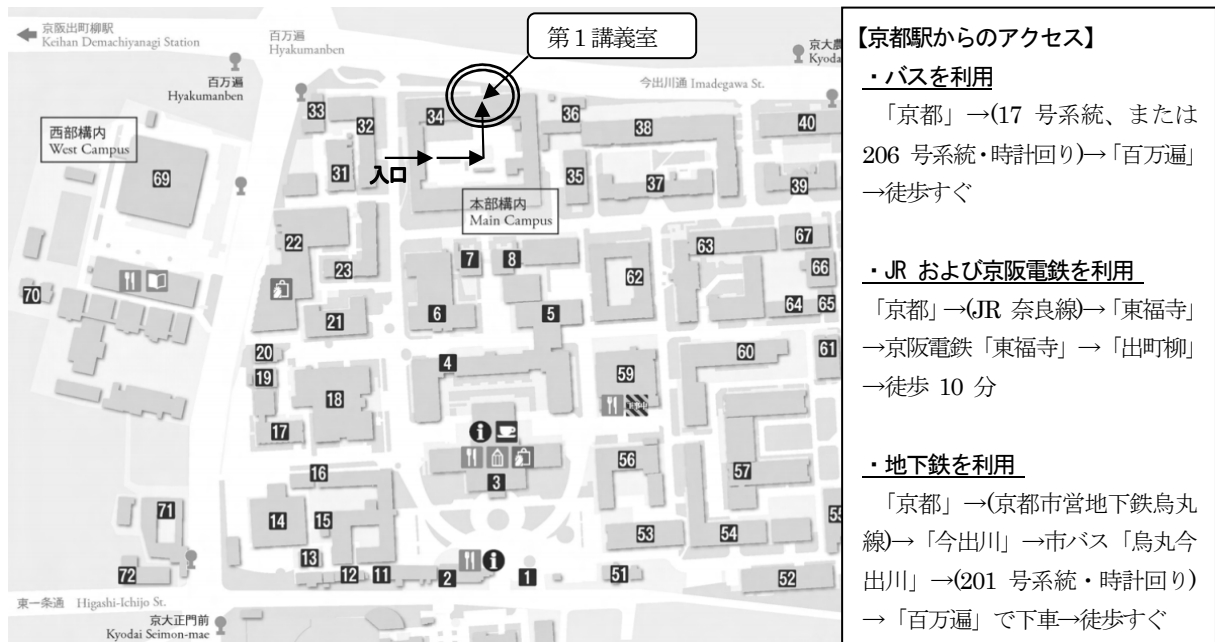 京阪出町柳駅
Keihan Demachiyanagi Station
百万遍
Hyakumanben
百万遍
Hyakumanben
第1講義室
今出川通 Imadegawa St.
京大農
Kyoda
西部構内
West Campus
入口
本部構内
Main Campus
33
32
34
36
38
40
69
31
35
37
39
22
23
7
8
62
63
67
66
70
21
6
5
64
65
20
19
4
59
60
61
18
17
16
3
56
57
71
14
15
53
54
55
13
72
12
11
2
1
51
52
東一条通 Higashi-Ichijo St.
京大正門前
Kyodai Seimon-mae
【京都駅からのアクセス】
・バスを利用
「京都」→(17 号系統、または
206 号系統・時計回り)→「百万遍」
→徒歩すぐ
・JR および京阪電鉄を利用
「京都」→(JR 奈良線)→「東福寺」
→京阪電鉄「東福寺」→「出町柳」
→徒歩 10 分
・地下鉄を利用
「京都」→(京都市営地下鉄烏丸
線)→「今出川」→市バス「烏丸今
出川」→(201 号系統・時計回り)
→「百万遍」で下車→徒歩すぐ